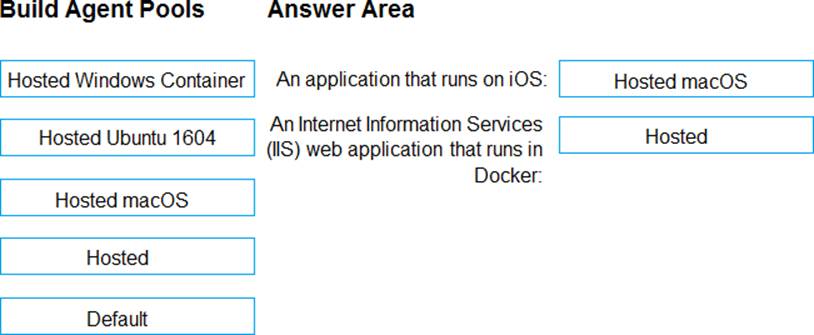 Build Agent Pools
Answer Area
Hosted Windows Container
An application that runs on iOS:
Hosted macOS
Hosted Ubuntu 1604
An Internet Information Services
(IIS) web application that runs in
Docker:
Hosted
Hosted macOS
Hosted
Default